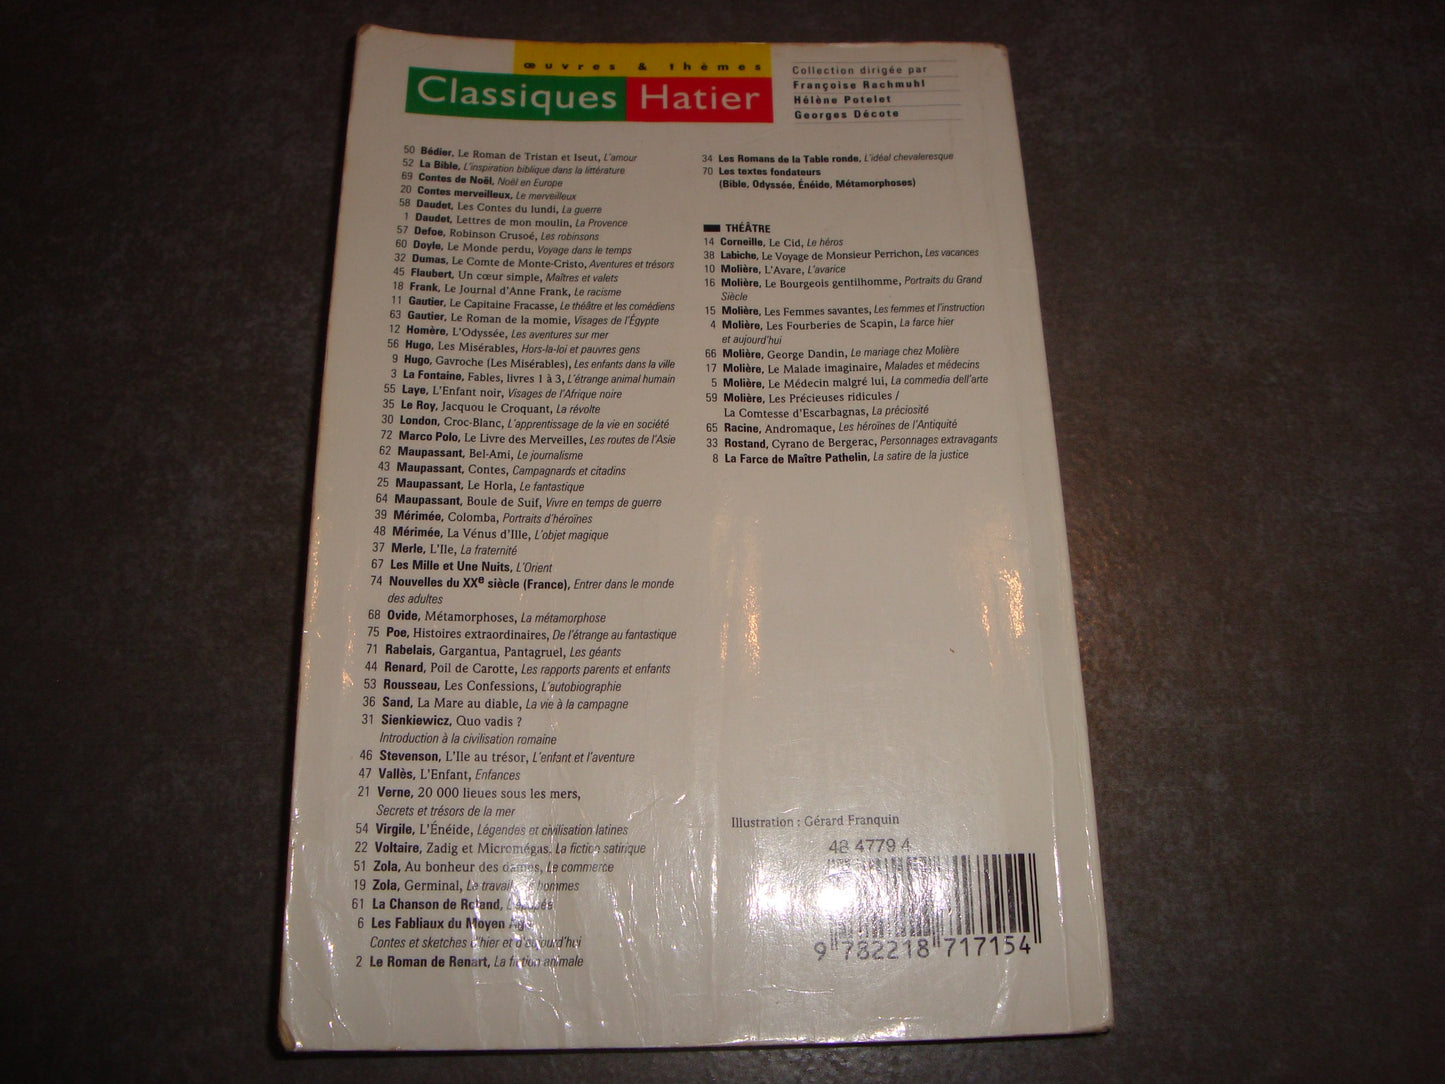 œuvres & thèmes
Classiques Hatier
Collection dirigée par
Françoise Rachmuhl
Hélène Potelet
Georges Décote
50 Bédier, Le Roman de Tristan et Iseut, L'amour
52 La Bible, L'inspiration biblique dans la littérature
69 Contes de Noël, Noël en Europe
20 Contes merveilleux, Le merveilleux
58 Daudet, Les Contes du lundi, La guerre
1 Daudet, Lettres de mon moulin, La Provence
57 Defoe, Robinson Crusoé, Les robinsons
60 Doyle, Le Monde perdu, Voyage dans le temps
32 Dumas, Le Comte de Monte-Cristo, Aventures et trésors
45 Flaubert, Un cœur simple, Maîtres et valets
18 Frank, Le Journal d'Anne Frank, Le racisme
11 Gautier, Le Capitaine Fracasse, Le théâtre et les comédiens
63 Gautier, Le Roman de la momie, Visages de l'Égypte
12 Homère, L'Odyssée, Les aventures sur mer
56 Hugo, Les Misérables, Hors-la-loi et pauvres gens
9 Hugo, Gavroche (Les Misérables), Les enfants dans la ville
3 La Fontaine, Fables, livres 1 à 3, L'étrange animal humain
55 Laye, L'Enfant noir, Visages de l'Afrique noire
35 Le Roy, Jacquou le Croquant, La révolte
30 London, Croc-Blanc, L'apprentissage de la vie en société
72 Marco Polo, Le Livre des Merveilles, Les routes de l'Asie
62 Maupassant, Bel-Ami, Le journalisme
43 Maupassant, Contes, Campagnards et citadins
25 Maupassant, Le Horla, Le fantastique
64 Maupassant, Boule de Suif, Vivre en temps de guerre
39 Mérimée, Colomba, Portraits d'héroïnes
48 Mérimée, La Vénus d'Ille, L'objet magique
37 Merle, L'Ile, La fraternité
67 Les Mille et Une Nuits, L'Orient
74 Nouvelles du XXe siècle (France), Entrer dans le monde
des adultes
68 Ovide, Métamorphoses, La métamorphose
75 Poe, Histoires extraordinaires, De l'étrange au fantastique
71 Rabelais, Gargantua, Pantagruel, Les géants
44 Renard, Poil de Carotte, Les rapports parents et enfants
53 Rousseau, Les Confessions, L'autobiographie
36 Sand, La Mare au diable, La vie à la campagne
31 Sienkiewicz, Quo vadis ?
Introduction à la civilisation romaine
46 Stevenson, L'Ile au trésor, L'enfant et l'aventure
47 Vallès, L'Enfant, Enfances
21 Verne, 20 000 lieues sous les mers,
Secrets et trésors de la mer
54 Virgile, L'Énéide, Légendes et civilisation latines
22 Voltaire, Zadig et Micromégas. La fiction satirique
51 Zola, Au bonheur des dames, Le commerce
19 Zola, Germinal, Le travail hommes
61 La Chanson de Roland, L'épopée
6 Les Fabliaux du Moyen Age
Contes et sketches d'hier et d'aujourd'hui
2 Le Roman de Renart, La fiction animale
34 Les Romans de la Table ronde, L'idéal chevaleresque
70 Les textes fondateurs
(Bible, Odyssée, Énéide, Métamorphoses)
THÉÂTRE
14 Corneille, Le Cid, Le héros
38 Labiche, Le Voyage de Monsieur Perrichon, Les vacances
10 Molière, L'Avare, L'avarice
16 Molière, Le Bourgeois gentilhomme, Portraits du Grand
Siècle
15 Molière, Les Femmes savantes, Les femmes et l'instruction
4 Molière, Les Fourberies de Scapin, La farce hier
et aujourd'hui
66 Molière, George Dandin, Le mariage chez Molière
17 Molière, Le Malade imaginaire, Malades et médecins
5 Molière, Le Médecin malgré lui, La commedia dell'arte
59 Molière, Les Précieuses ridicules /
La Comtesse d'Escarbagnas, La préciosité
65 Racine, Andromaque, Les héroïnes de l'Antiquité
33 Rostand, Cyrano de Bergerac, Personnages extravagants
8 La Farce de Maître Pathelin, La satire de la justice
Illustration : Gérard Franquin
48 4779 4
9 782218 717154